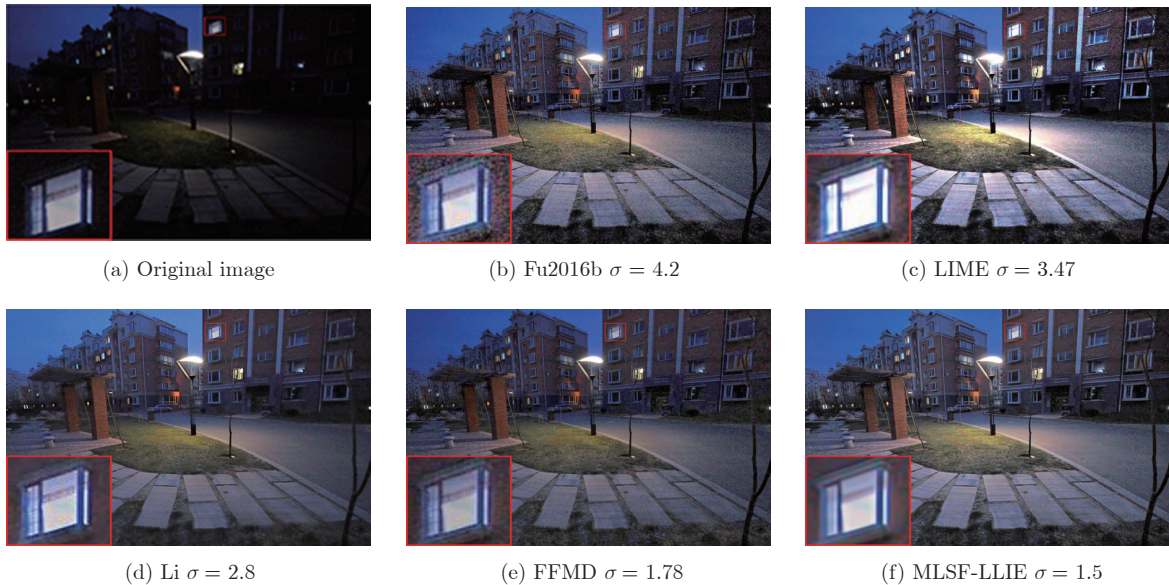 (a) Original image
(b) Fu2016b σ = 4.2
(c) LIME σ = 3.47
(d) Li σ = 2.8
(e) FFMD σ = 1.78
(f) MLSF-LLIE σ = 1.5